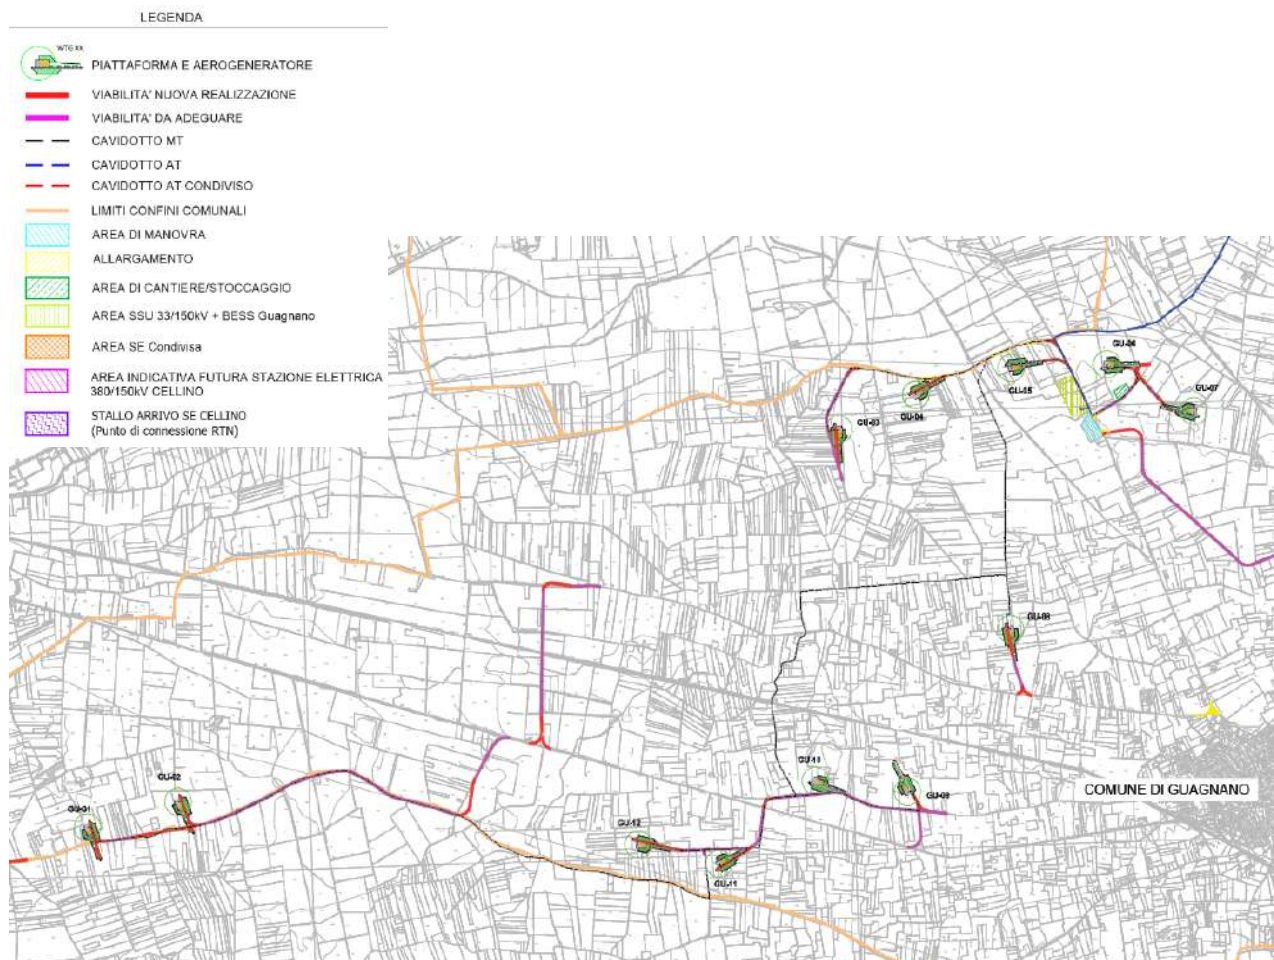 LEGENDA
WTG XX
PIATTAFORMA E AEROGENERATORE
VIABILITA' NUOVA REALIZZAZIONE
VIABILITA' DA ADEGUARE
CAVIDOTTO MT
CAVIDOTTO AT
CAVIDOTTO AT CONDIVISO
LIMITI CONFINI COMUNALI
AREA DI MANOVRA
ALLARGAMENTO
AREA DI CANTIERE/STOCCAGGIO
AREA SSU 33/150kV + BESS Guagnano
AREA SE Condivisa
AREA INDICATIVA FUTURA STAZIONE ELETTRICA
380/150kV CELLINO
STALLO ARRIVO SE CELLINO
(Punto di connessione RTN)
GU-06
GU-05
GU-07
GU-04
GU-03
GU-08
GU-02
GU-01
GU-10
GU-09
COMUNE DI GUAGNANO
GU-12
GU-11